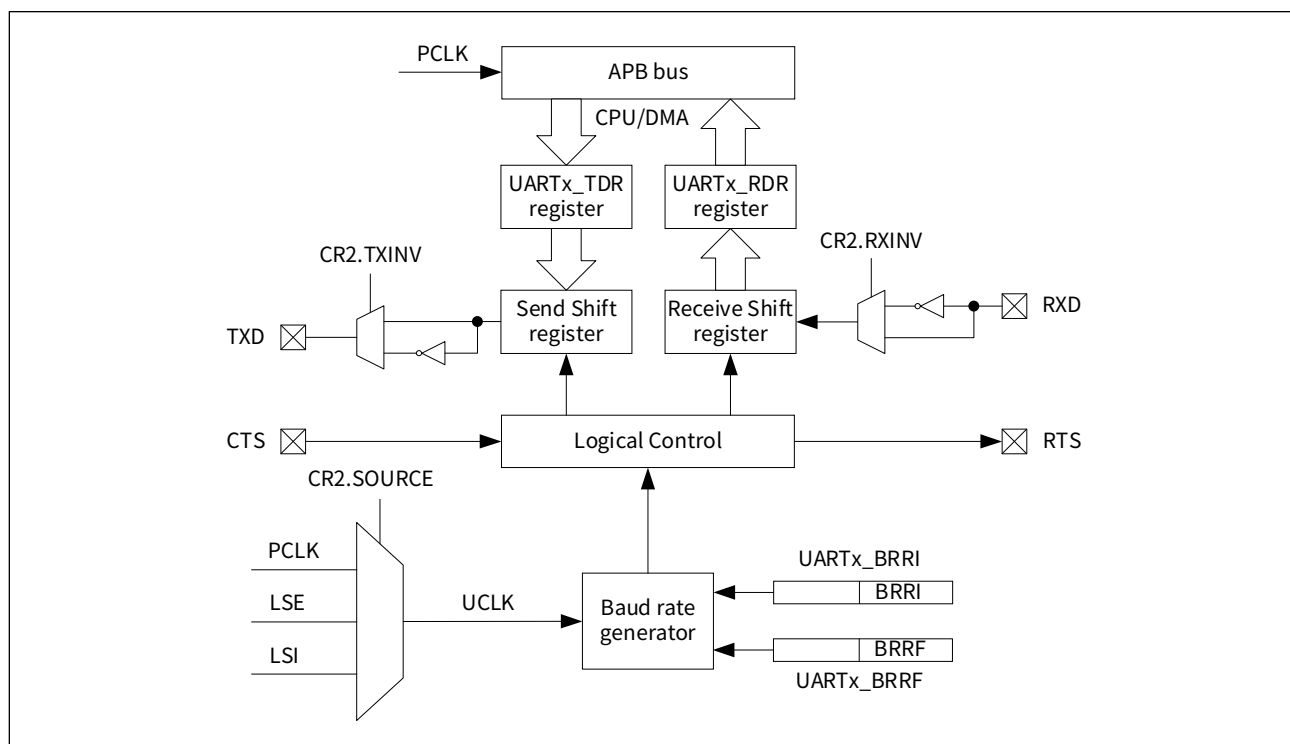 PCLK
APB bus
CPU/DMA
UARTx_TDR
register
UARTx_RDR
register
CR2.TXINV
CR2.RXINV
TXD
Send Shift
register
Receive Shift
register
RXD
CTS
Logical Control
RTS
CR2.SOURCE
PCLK
LSE
LSI
UCLK
Baud rate
generator
UARTx_BRRI
BRRI
BRRF
UARTx_BRRF